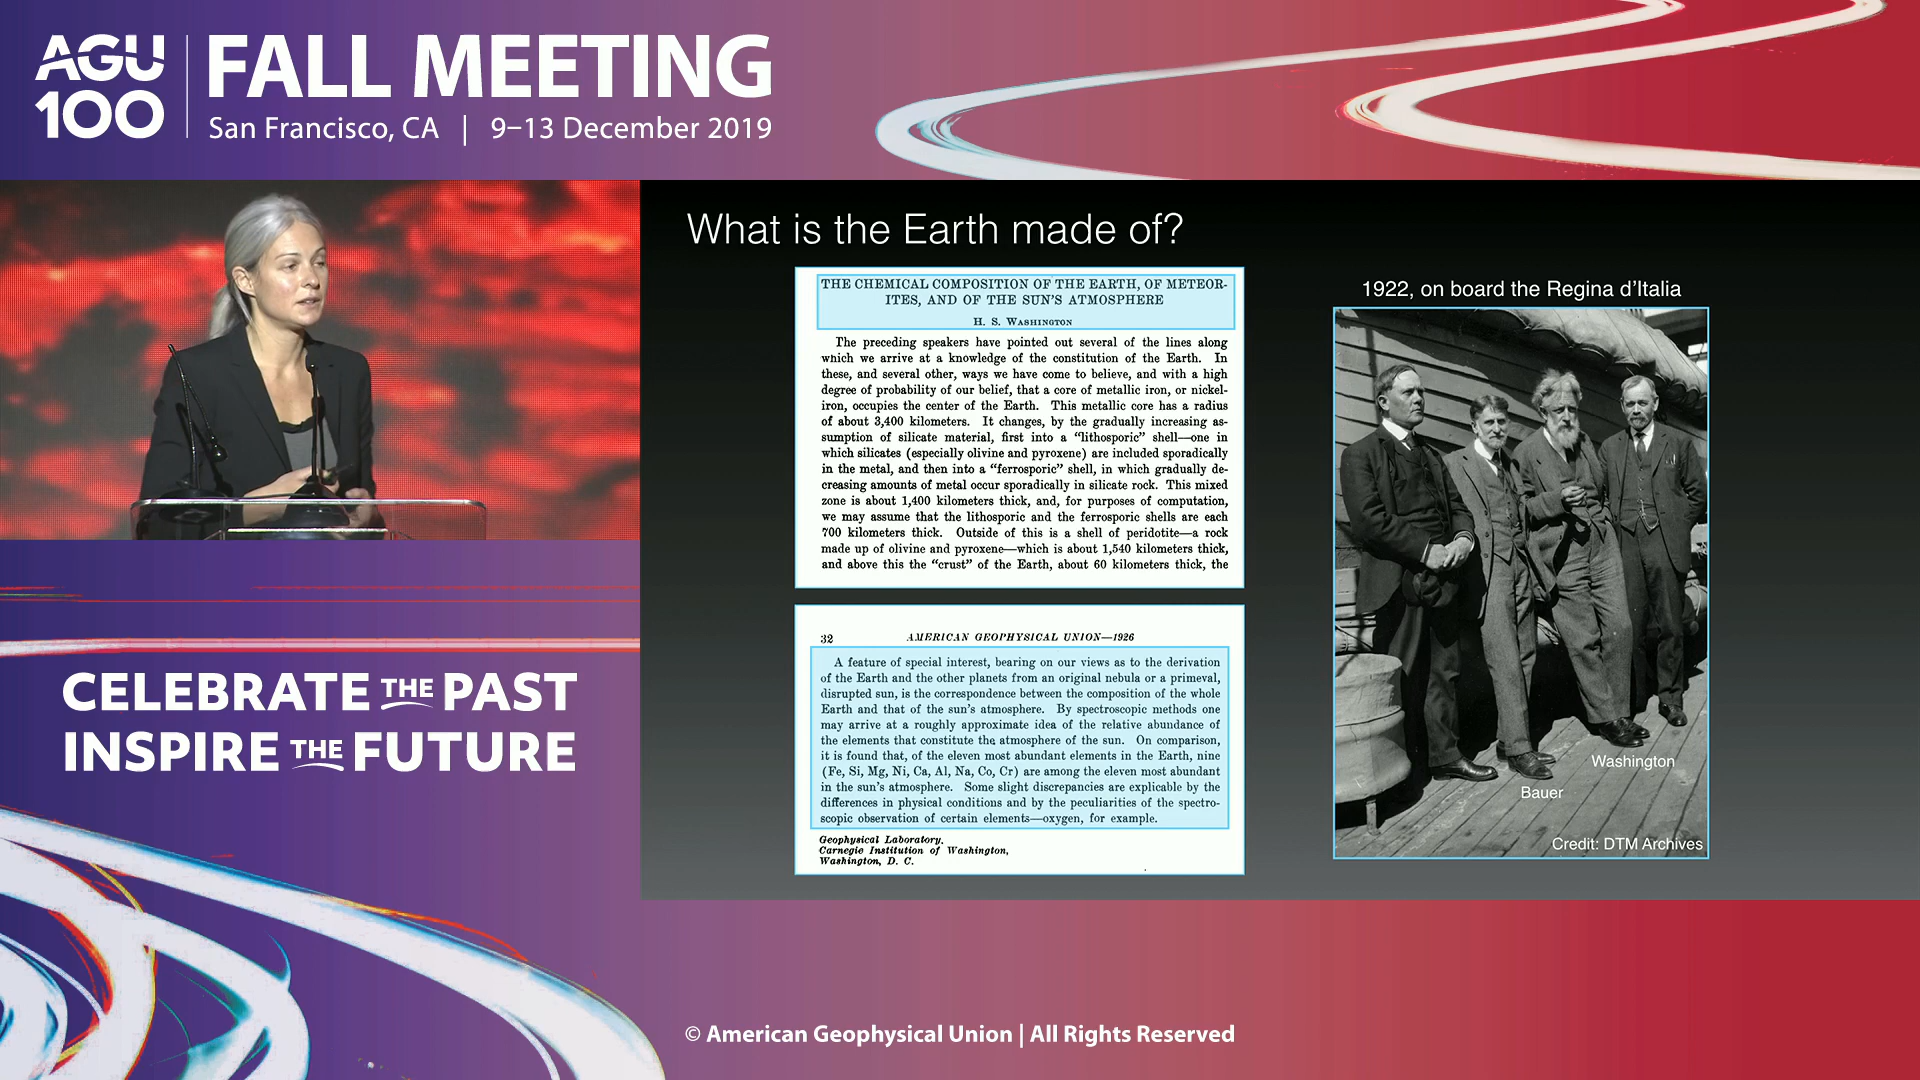 AGU
100
FALL MEETING
San Francisco, CA | 9–13 December 2019
What is the Earth made of?
THE CHEMICAL COMPOSITION OF THE EARTH, OF METEOR-
ITES, AND OF THE SUN'S ATMOSPHERE
H. S. WASHINGTON
The preceding speakers have pointed out several of the lines along
which we arrive at a knowledge of the constitution of the Earth. In
these, and several other, ways we have come to believe, and with a high
degree of probability of our belief, that a core of metallic iron, or nickel-
iron, occupies the center of the Earth. This metallic core has a radius
of about 3,400 kilometers. It changes, by the gradually increasing as-
sumption of silicate material, first into a "lithosporic" shell—one in
which silicates (especially olivine and pyroxene) are included sporadically
in the metal, and then into a "ferrosporic" shell, in which gradually de-
creasing amounts of metal occur sporadically in silicate rock. This mixed
zone is about 1,400 kilometers thick, and, for purposes of computation,
we may assume that the lithosporic and the ferrosporic shells are each
700 kilometers thick. Outside of this is a shell of peridotite—a rock
made up of olivine and pyroxene—which is about 1,540 kilometers thick,
and above this the "crust" of the Earth, about 60 kilometers thick, the
32 AMERICAN GEOPHYSICAL UNION—1926
A feature of special interest, bearing on our views as to the derivation
of the Earth and the other planets from an original nebula or a primeval,
disrupted sun, is the correspondence between the composition of the whole
Earth and that of the sun's atmosphere. By spectroscopic methods one
may arrive at a roughly approximate idea of the relative abundance of
the elements that constitute the atmosphere of the sun. On comparison,
it is found that, of the eleven most abundant elements in the Earth, nine
(Fe, Si, Mg, Ni, Ca, Al, Na, Co, Cr) are among the eleven most abundant
in the sun's atmosphere. Some slight discrepancies are explicable by the
differences in physical conditions and by the peculiarities of the spectro-
scopic observation of certain elements—oxygen, for example.
Geophysical Laboratory,
Carnegie Institution of Washington,
Washington, D. C.
1922, on board the Regina d'Italia
Washington
Bauer
Credit: DTM Archives
CELEBRATE THE PAST
INSPIRE THE FUTURE
© American Geophysical Union | All Rights Reserved